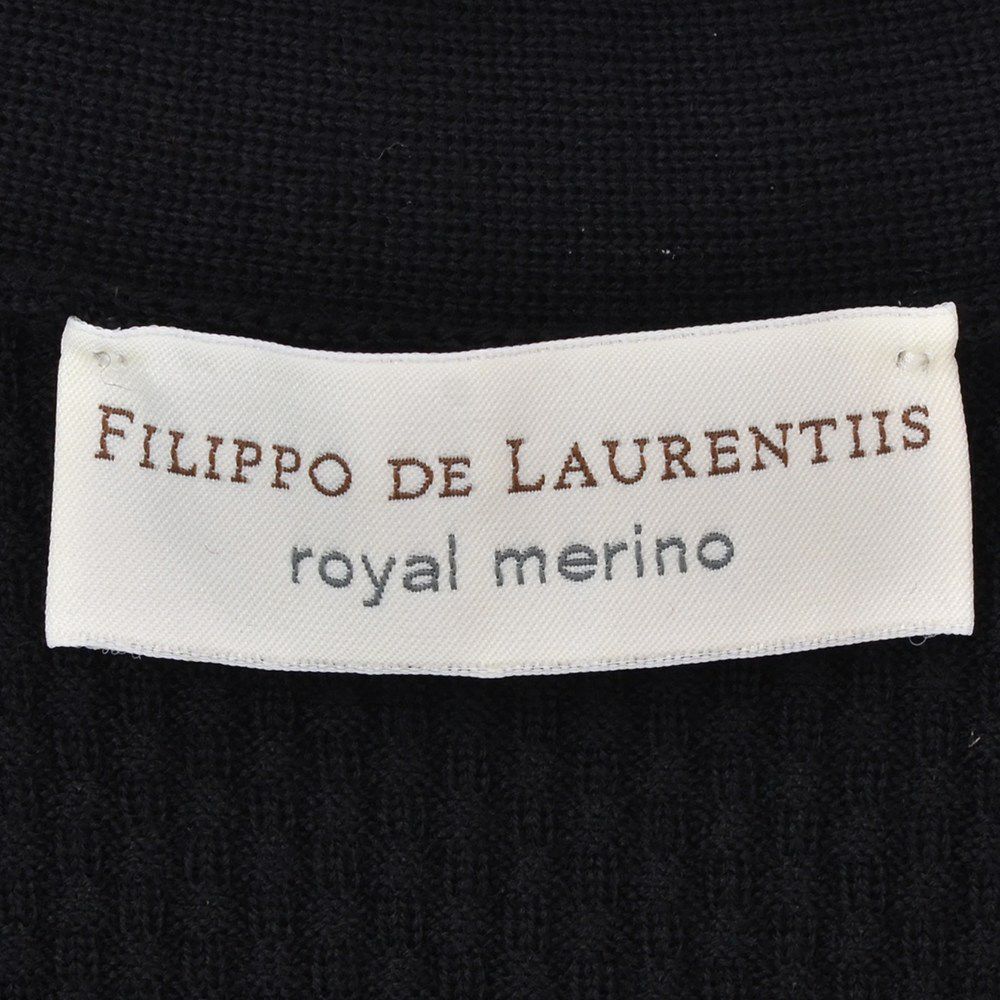 FILIPPO DE LAURENTIIS
royal merino